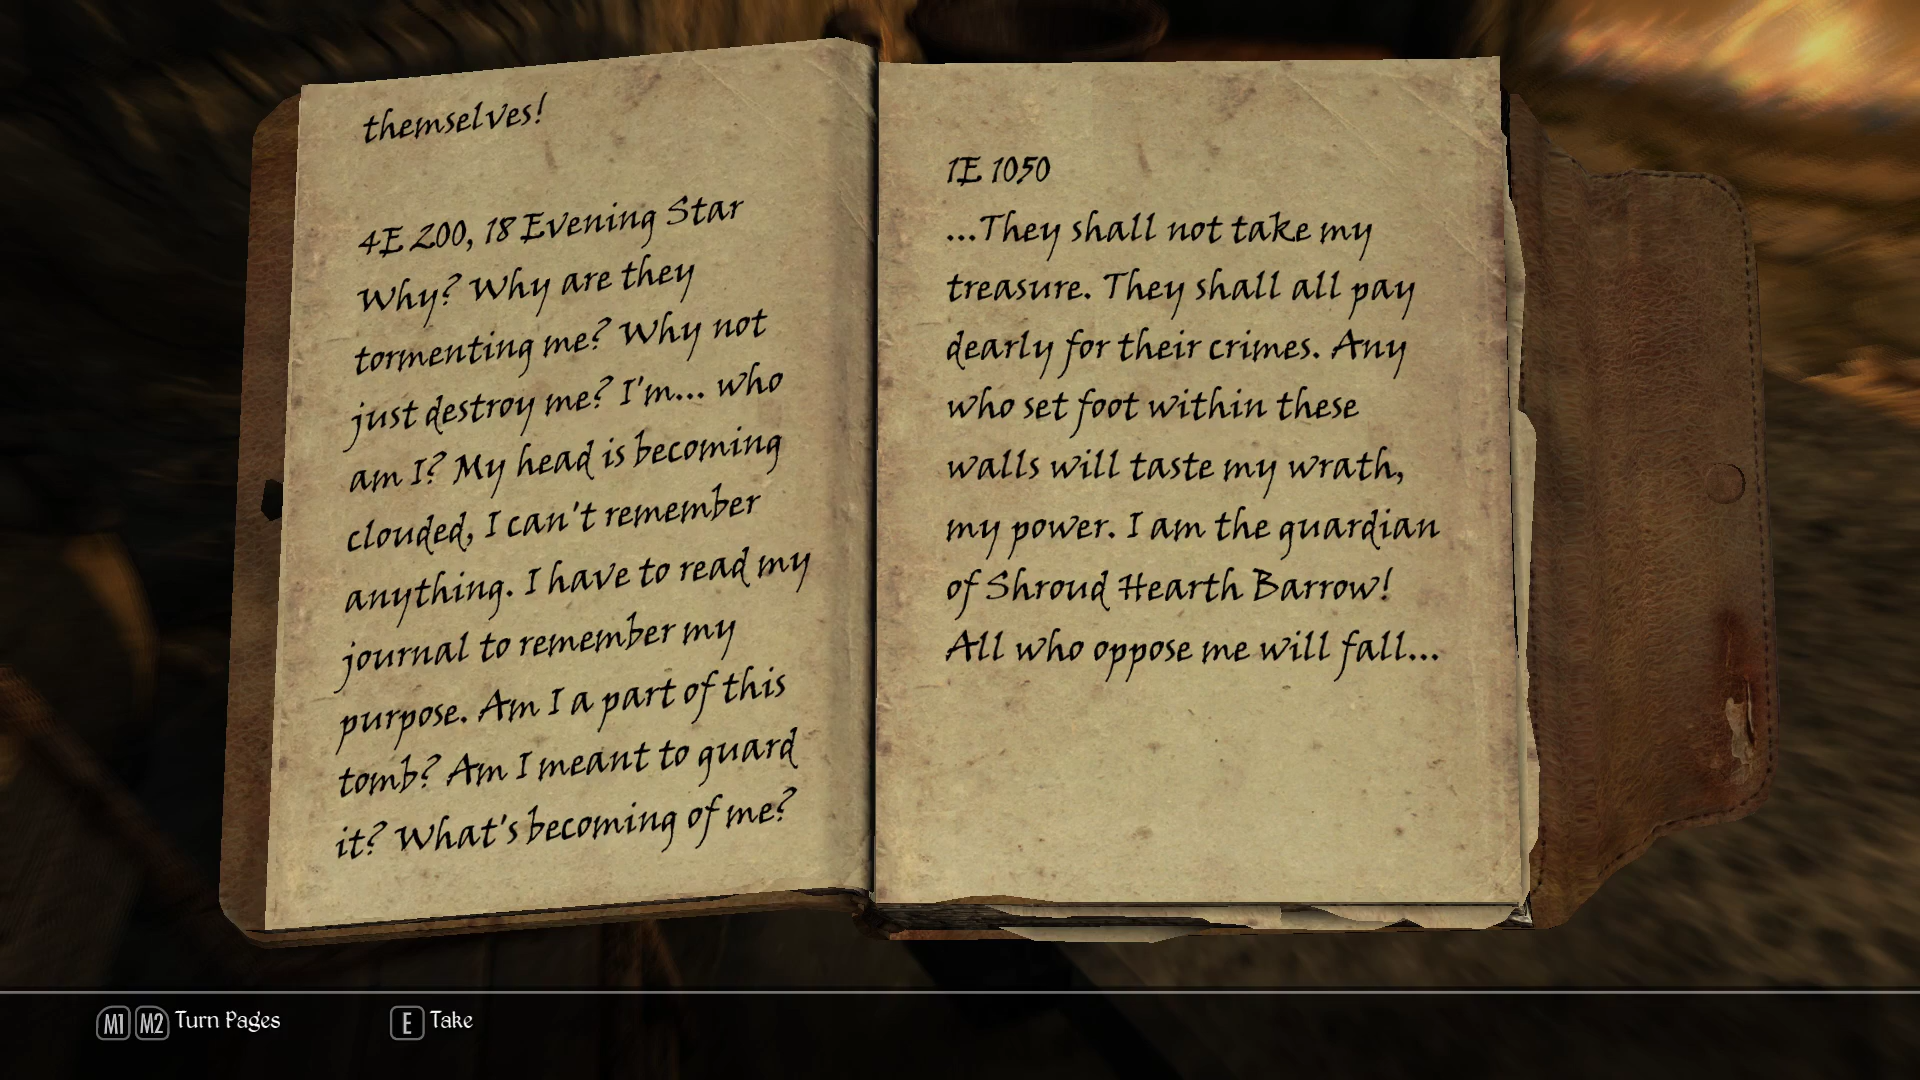 themselves!
4E 200, 18 Evening Star
Why? Why are they
tormenting me? Why not
just destroy me? I'm... who
am I? My head is becoming
clouded, I can't remember
anything. I have to read my
journal to remember my
purpose. Am I a part of this
tomb? Am I meant to guard
it? What's becoming of me?
1E 1050
...They shall not take my
treasure. They shall all pay
dearly for their crimes. Any
who set foot within these
walls will taste my wrath,
my power. I am the guardian
of Shroud Hearth Barrow!
All who oppose me will fall...
M1 M2 Turn Pages
E Take